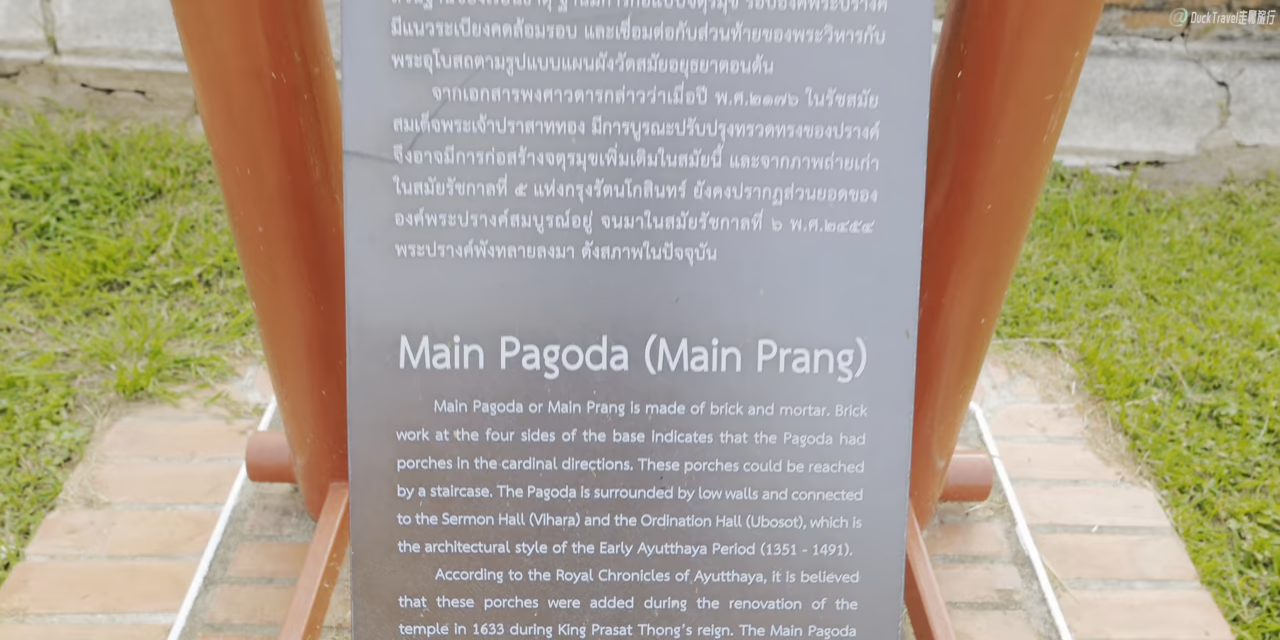 @DuckTravel走鴨旅行
มีแนวระเบียงคดล้อมรอบ และเชื่อมต่อกับส่วนท้ายของพระวิหารกับ
พระอุโบสถตามรูปแบบแผนผังวัดสมัยอยุธยาตอนต้น
จากเอกสารพงศาวดารกล่าวว่าเมื่อปี พ.ศ.๒๑๗๖ ในรัชสมัย
สมเด็จพระเจ้าปราสาททอง มีการบูรณะปรับปรุงทรวดทรงของปรางค์
จึงอาจมีการก่อสร้างจตุรมุขเพิ่มเติมในสมัยนี้ และจากภาพถ่ายเก่า
ในสมัยรัชกาลที่ ๕ แห่งกรุงรัตนโกสินทร์ ยังคงปรากฏส่วนยอดของ
องค์พระปรางค์สมบูรณ์อยู่ จนมาในสมัยรัชกาลที่ ๖ พ.ศ.๒๔๕๔
พระปรางค์พังทลายลงมา ดังสภาพในปัจจุบัน
Main Pagoda (Main Prang)
Main Pagoda or Main Prang is made of brick and mortar. Brick
work at the four sides of the base indicates that the Pagoda had
porches in the cardinal directions. These porches could be reached
by a staircase. The Pagoda is surrounded by low walls and connected
to the Sermon Hall (Vihara) and the Ordination Hall (Ubosot), which is
the architectural style of the Early Ayutthaya Period (1351 - 1491).
According to the Royal Chronicles of Ayutthaya, it is believed
that these porches were added during the renovation of the
temple in 1633 during King Prasat Thong's reign. The Main Pagoda